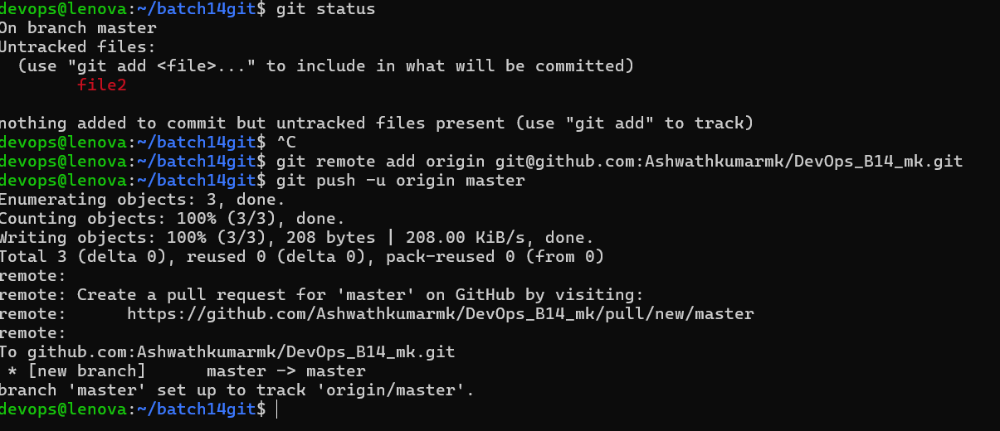 devops@lenova:~/batch14git$ git status
On branch master
Untracked files:
  (use "git add <file>..." to include in what will be committed)
        file2

nothing added to commit but untracked files present (use "git add" to track)
devops@lenova:~/batch14git$ ^C
devops@lenova:~/batch14git$ git remote add origin git@github.com:Ashwathkumarmk/DevOps_B14_mk.git
devops@lenova:~/batch14git$ git push -u origin master
Enumerating objects: 3, done.
Counting objects: 100% (3/3), done.
Writing objects: 100% (3/3), 208 bytes | 208.00 KiB/s, done.
Total 3 (delta 0), reused 0 (delta 0), pack-reused 0 (from 0)
remote:
remote: Create a pull request for 'master' on GitHub by visiting:
remote:      https://github.com/Ashwathkumarmk/DevOps_B14_mk/pull/new/master
remote:
To github.com:Ashwathkumarmk/DevOps_B14_mk.git
 * [new branch]      master -> master
branch 'master' set up to track 'origin/master'.
devops@lenova:~/batch14git$